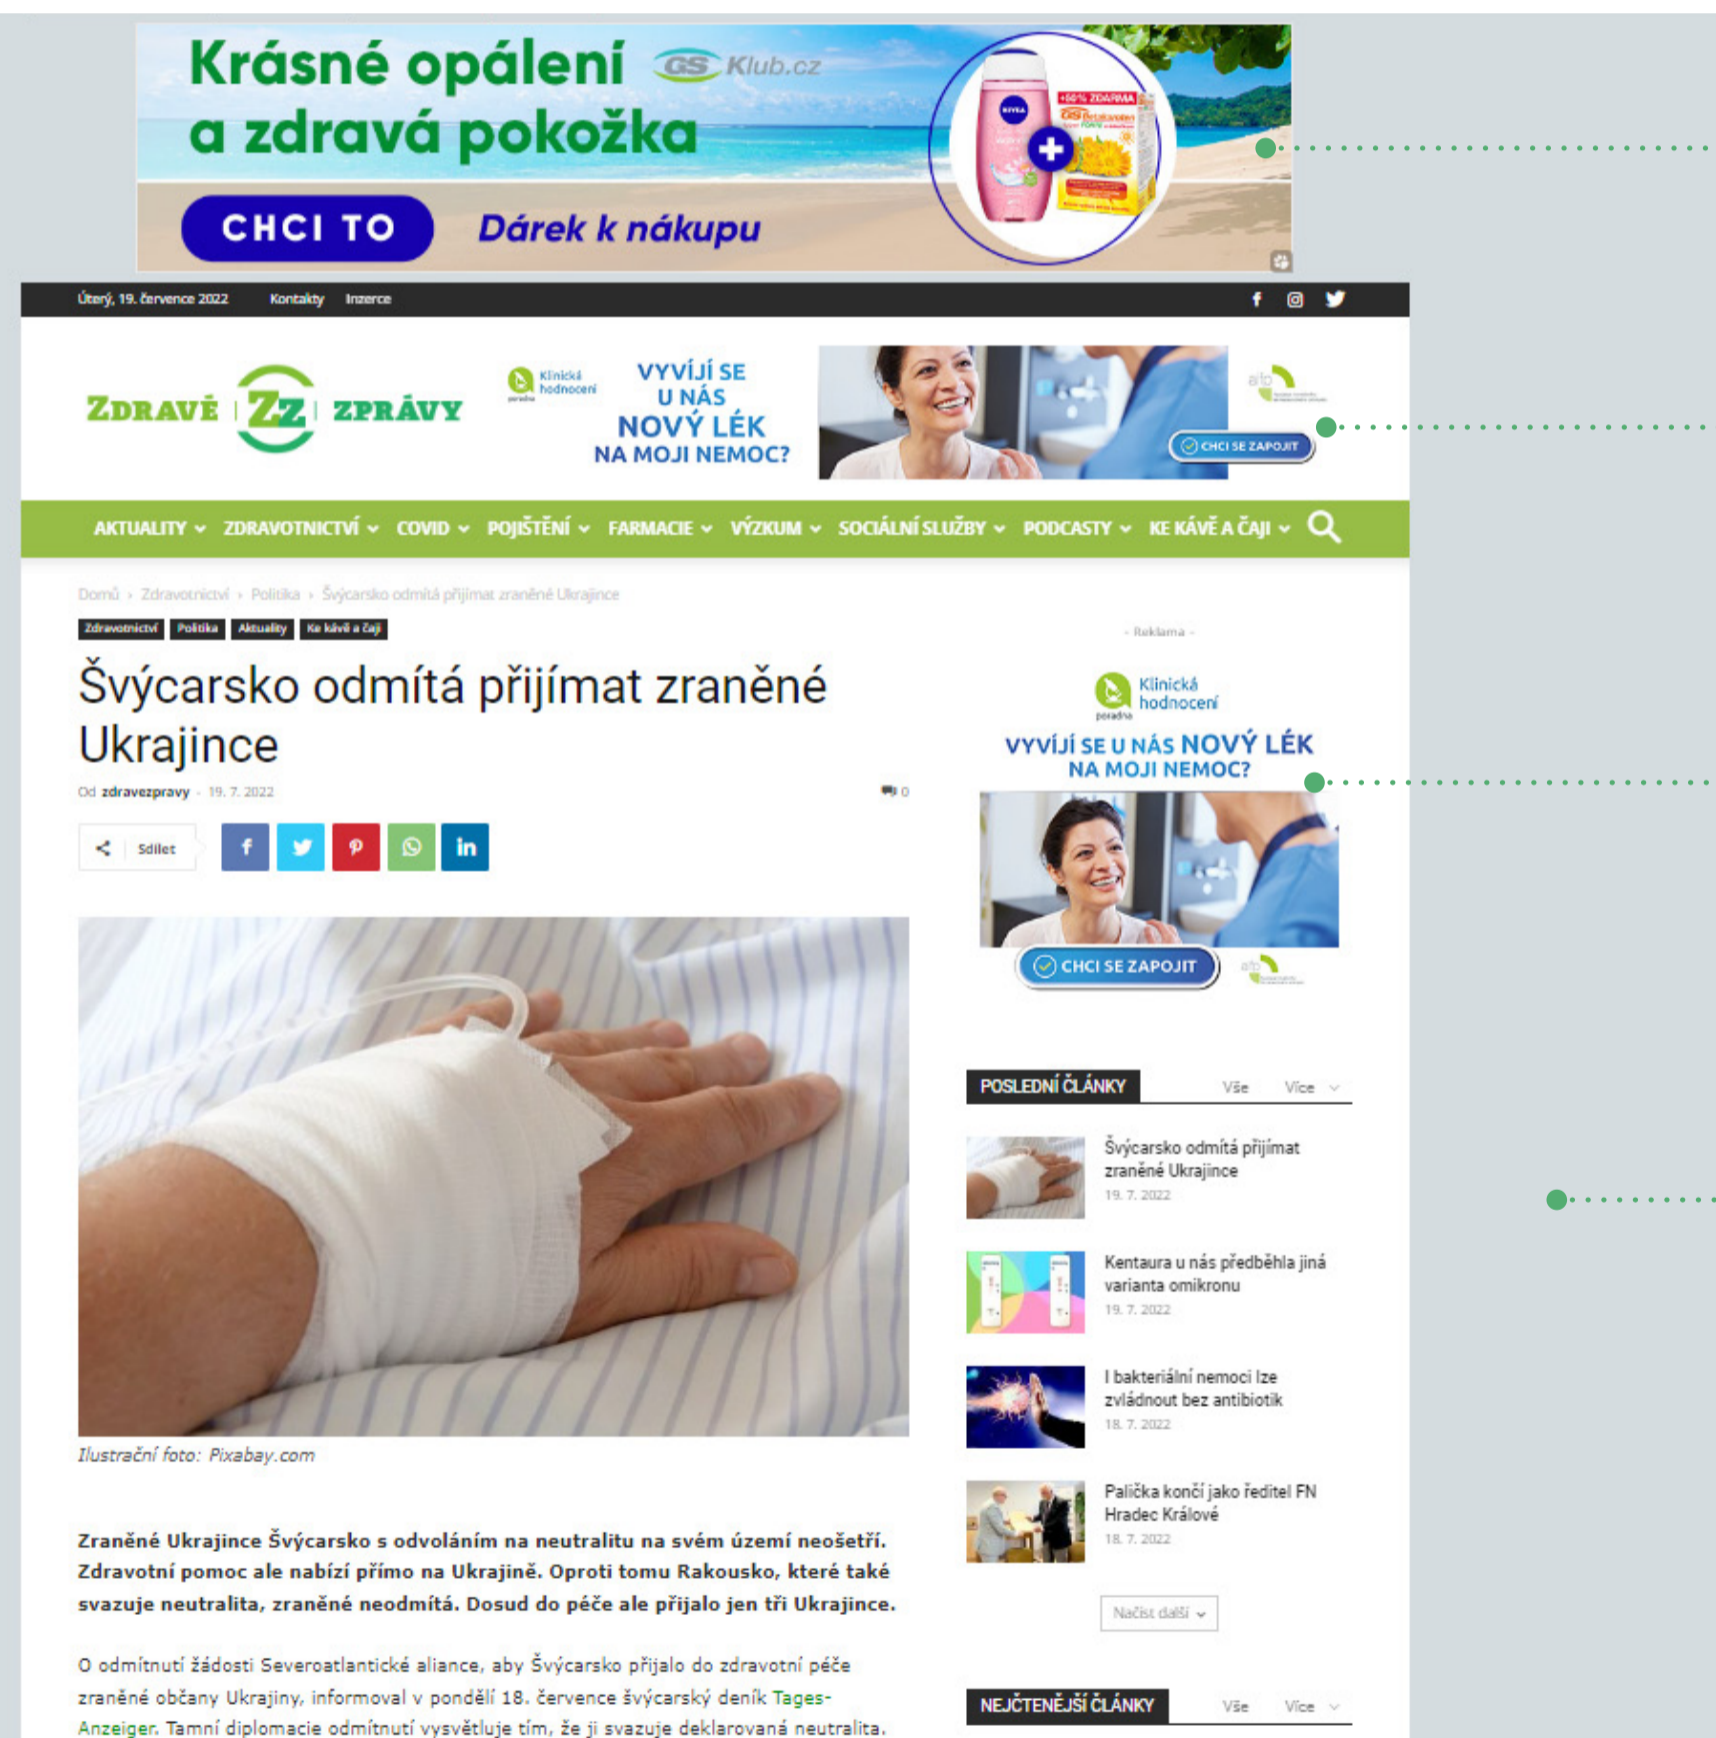 Krásné opálení
a zdravá pokožka
GS Klub.cz
CHCI TO
Dárek k nákupu
NIVEA
+50% ZDARMA
GS Betakaroten
Úterý, 19. července 2022 Kontakty Inzerce
ZDRAVÉ ZZ ZPRÁVY
Klinická
hodnocení
poradna
VYVÍJÍ SE
U NÁS
NOVÝ LÉK
NA MOJI NEMOC?
aifp
CHCI SE ZAPOJIT
AKTUALITY ZDRAVOTNICTVÍ COVID POJIŠTĚNÍ FARMACIE VÝZKUM SOCIÁLNÍ SLUŽBY PODCASTY KE KÁVĚ A ČAJI
Domů › Zdravotnictví › Politika › Švýcarsko odmítá přijímat zraněné Ukrajince
Zdravotnictví Politika Aktuality Ke kávě a čaji
Švýcarsko odmítá přijímat zraněné
Ukrajince
Od zdravezpravy - 19. 7. 2022 0
Sdílet
Ilustrační foto: Pixabay.com
Zraněné Ukrajince Švýcarsko s odvoláním na neutralitu na svém území neošetří.
Zdravotní pomoc ale nabízí přímo na Ukrajině. Oproti tomu Rakousko, které také
svazuje neutralita, zraněné neodmítá. Dosud do péče ale přijalo jen tři Ukrajince.
O odmítnutí žádosti Severoatlantické aliance, aby Švýcarsko přijalo do zdravotní péče
zraněné občany Ukrajiny, informoval v pondělí 18. července švýcarský deník Tages-
Anzeiger. Tamní diplomacie odmítnutí vysvětluje tím, že ji svazuje deklarovaná neutralita.
- Reklama -
Klinická
hodnocení
poradna
VYVÍJÍ SE U NÁS NOVÝ LÉK
NA MOJI NEMOC?
CHCI SE ZAPOJIT
aifp
POSLEDNÍ ČLÁNKY Vše Více
Švýcarsko odmítá přijímat
zraněné Ukrajince
19. 7. 2022
Kentaura u nás předběhla jiná
varianta omikronu
19. 7. 2022
I bakteriální nemoci lze
zvládnout bez antibiotik
18. 7. 2022
Palička končí jako ředitel FN
Hradec Králové
18. 7. 2022
Načíst další
NEJČTENĚJŠÍ ČLÁNKY Vše Více